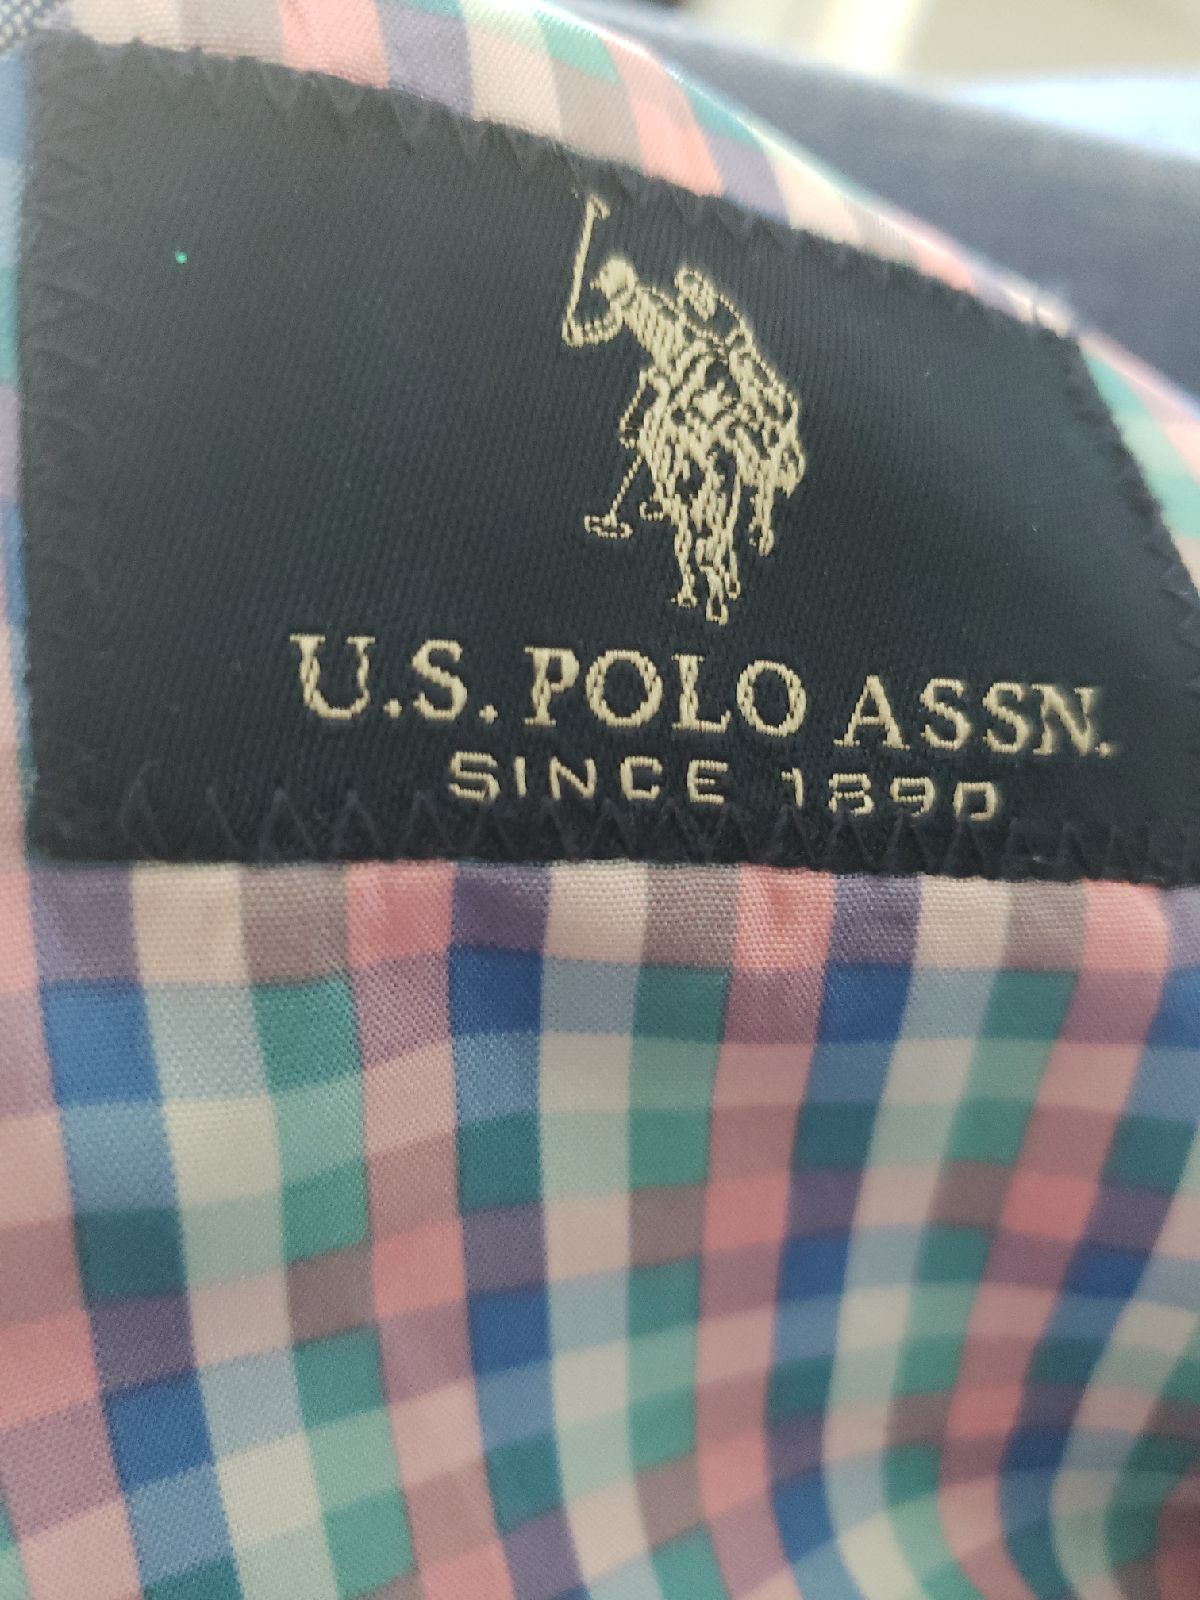 U.S. POLO ASSN.
SINCE 1890